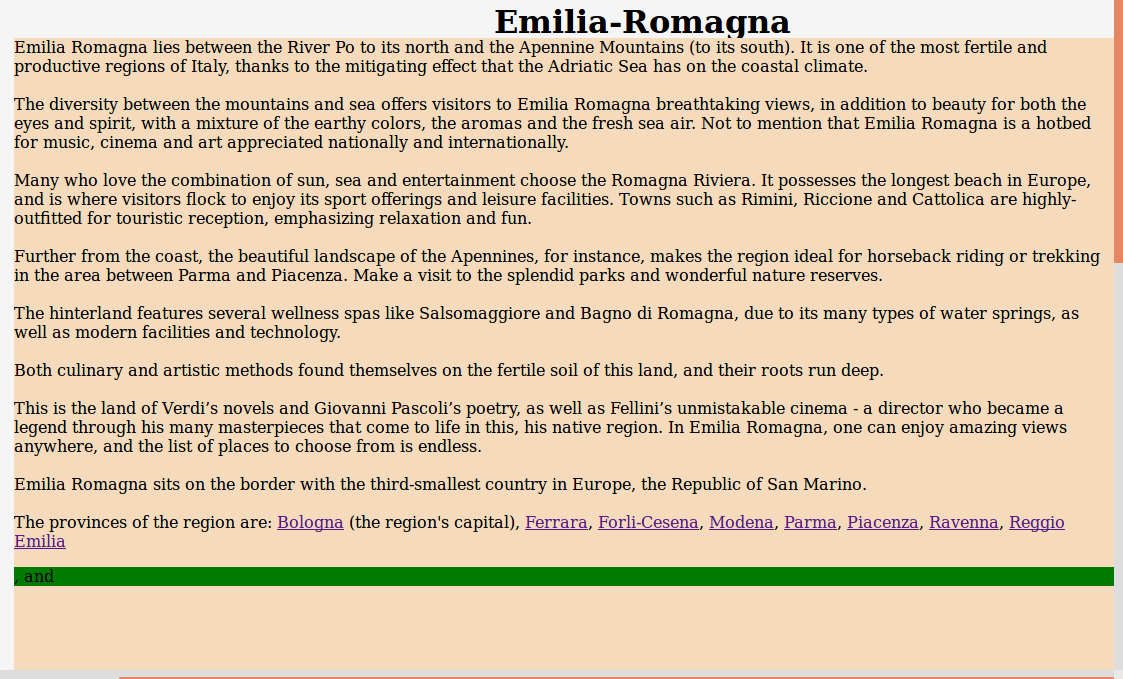 Emilia-Romagna
Emilia Romagna lies between the River Po to its north and the Apennine Mountains (to its south). It is one of the most fertile and
productive regions of Italy, thanks to the mitigating effect that the Adriatic Sea has on the coastal climate.
The diversity between the mountains and sea offers visitors to Emilia Romagna breathtaking views, in addition to beauty for both the
eyes and spirit, with a mixture of the earthy colors, the aromas and the fresh sea air. Not to mention that Emilia Romagna is a hotbed
for music, cinema and art appreciated nationally and internationally.
Many who love the combination of sun, sea and entertainment choose the Romagna Riviera. It possesses the longest beach in Europe,
and is where visitors flock to enjoy its sport offerings and leisure facilities. Towns such as Rimini, Riccione and Cattolica are highly-
outfitted for touristic reception, emphasizing relaxation and fun.
Further from the coast, the beautiful landscape of the Apennines, for instance, makes the region ideal for horseback riding or trekking
in the area between Parma and Piacenza. Make a visit to the splendid parks and wonderful nature reserves.
The hinterland features several wellness spas like Salsomaggiore and Bagno di Romagna, due to its many types of water springs, as
well as modern facilities and technology.
Both culinary and artistic methods found themselves on the fertile soil of this land, and their roots run deep.
This is the land of Verdi’s novels and Giovanni Pascoli’s poetry, as well as Fellini’s unmistakable cinema - a director who became a
legend through his many masterpieces that come to life in this, his native region. In Emilia Romagna, one can enjoy amazing views
anywhere, and the list of places to choose from is endless.
Emilia Romagna sits on the border with the third-smallest country in Europe, the Republic of San Marino.
The provinces of the region are: Bologna (the region's capital), Ferrara, Forli-Cesena, Modena, Parma, Piacenza, Ravenna, Reggio
Emilia
, and